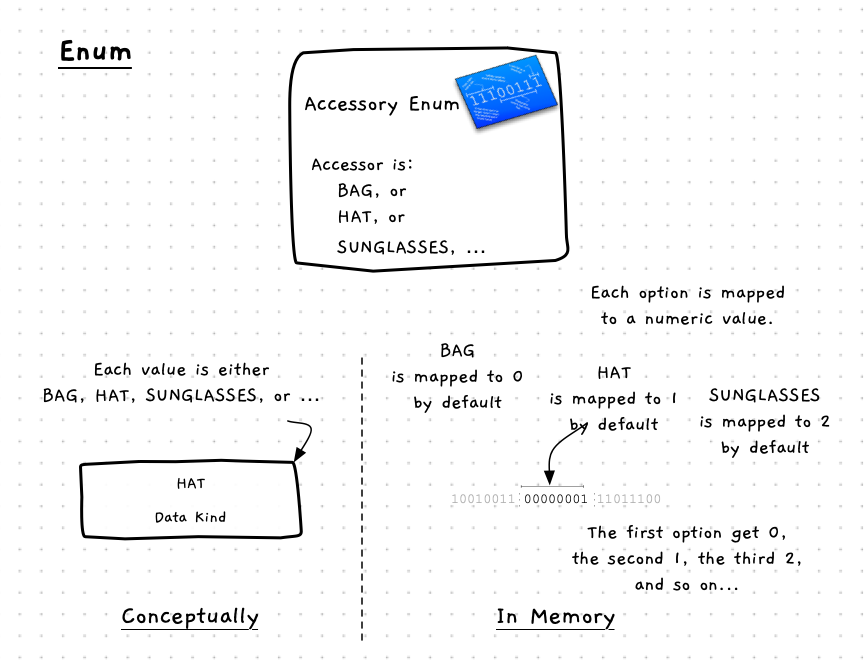 Enum
Accessory Enum
11100111
Accessor is:
BAG, or
HAT, or
SUNGLASSES, ...
Each option is mapped
to a numeric value.
Each value is either
BAG, HAT, SUNGLASSES, or ...
HAT
Data Kind
Conceptually
BAG
is mapped to 0
by default
HAT
is mapped to 1
by default
SUNGLASSES
is mapped to 2
by default
10010011 00000001 11011100
The first option get 0,
the second 1, the third 2,
and so on...
In Memory